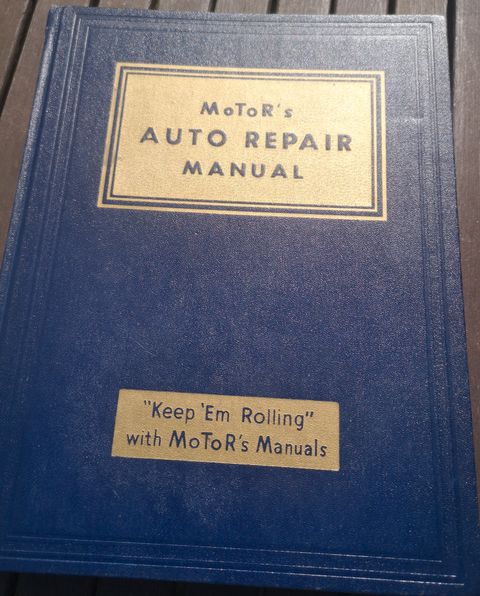 MoToR's
AUTO REPAIR
MANUAL
"Keep 'Em Rolling"
with MoToR's Manuals